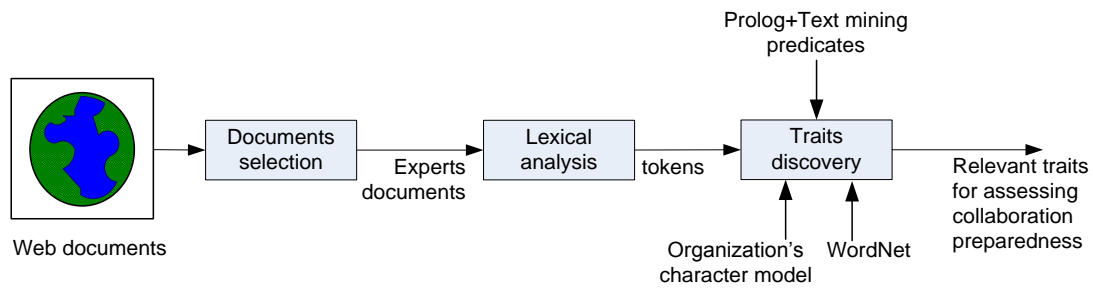 Prolog+Text mining
predicates
Documents
selection
Lexical
analysis
Traits
discovery
Experts
documents
tokens
Relevant traits
for assessing
collaboration
preparedness
Web documents
Organization's
character model
WordNet